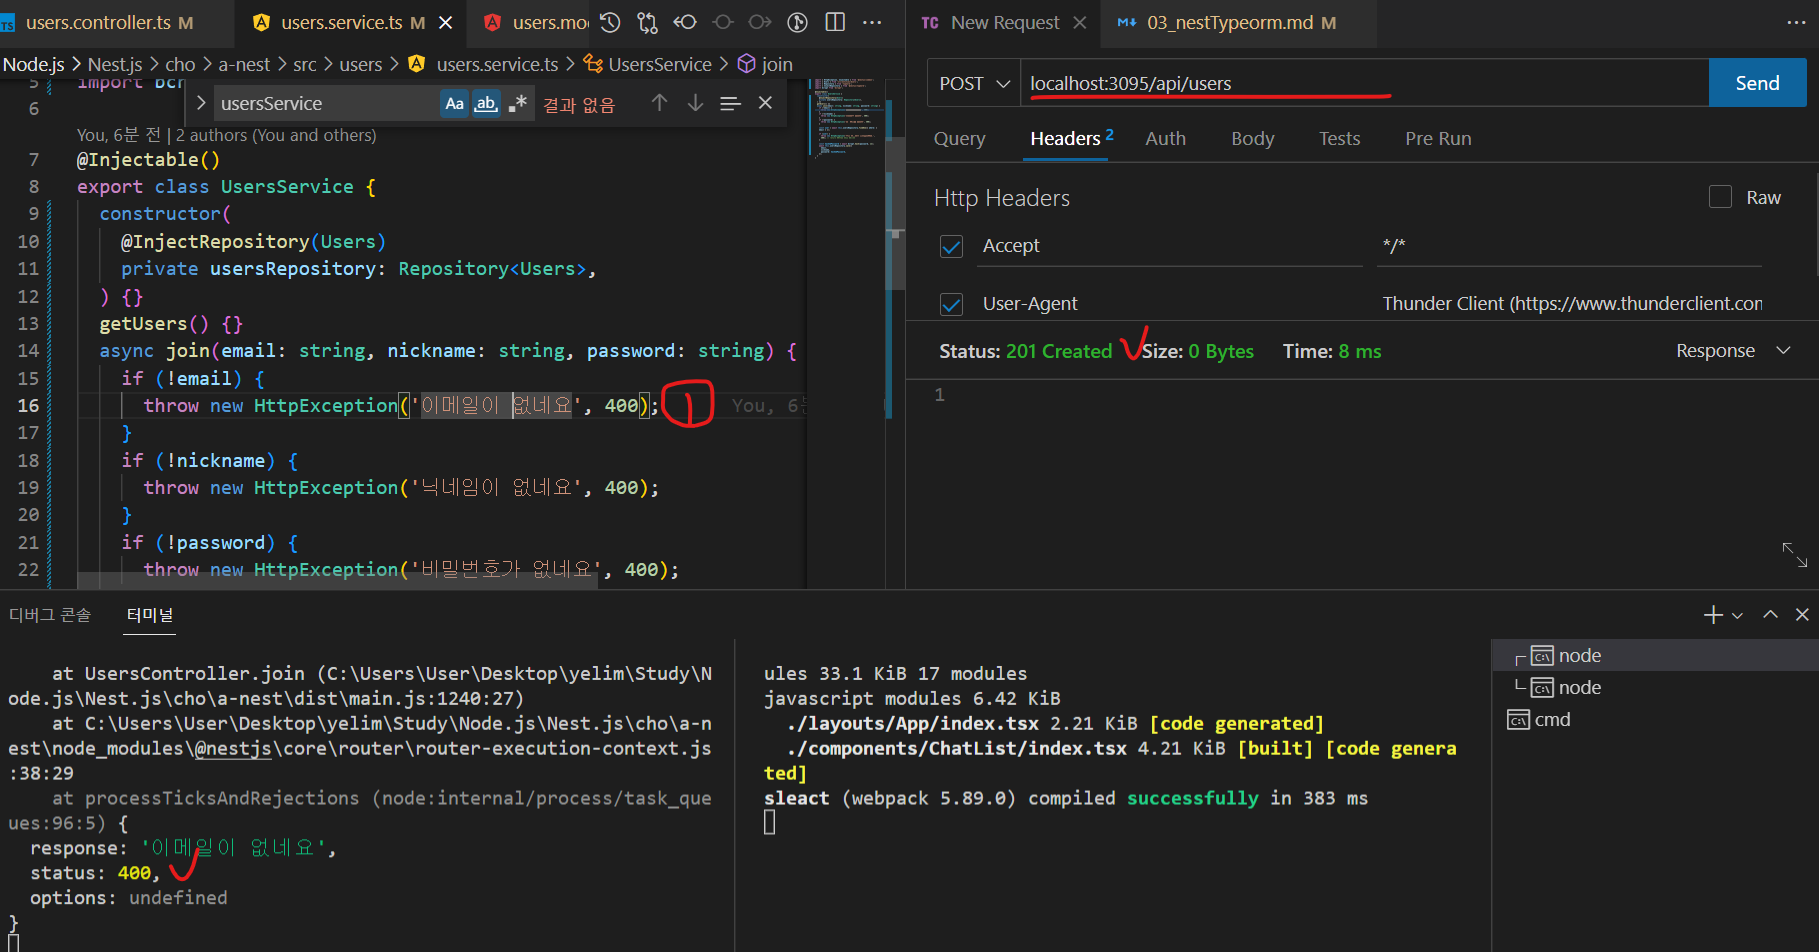 TS users.controller.ts M
users.service.ts M
users.mo
TC New Request
03_nestTypeorm.md M
Node.js > Nest.js > cho > a-nest > src > users > users.service.ts > UsersService > join
5 import bcr
usersService
Aa ab .* 결과 없음
6
You, 6분 전 | 2 authors (You and others)
7 @Injectable()
8 export class UsersService {
9 constructor(
10 @InjectRepository(Users)
11 private usersRepository: Repository<Users>,
12 ) {}
13 getUsers() {}
14 async join(email: string, nickname: string, password: string) {
15 if (!email) {
16 throw new HttpException('이메일이 없네요', 400); 1 You, 6분
17 }
18 if (!nickname) {
19 throw new HttpException('닉네임이 없네요', 400);
20 }
21 if (!password) {
22 throw new HttpException('비밀번호가 없네요', 400);
POST localhost:3095/api/users Send
Query Headers 2 Auth Body Tests Pre Run
Http Headers Raw
Accept */*
User-Agent Thunder Client (https://www.thunderclient.con
Status: 201 Created Size: 0 Bytes Time: 8 ms Response
1
디버그 콘솔 터미널
at UsersController.join (C:\Users\User\Desktop\yelim\Study\N
ode.js\Nest.js\cho\a-nest\dist\main.js:1240:27)
at C:\Users\User\Desktop\yelim\Study\Node.js\Nest.js\cho\a-n
est\node_modules\@nestjs\core\router\router-execution-context.js
:38:29
at processTicksAndRejections (node:internal/process/task_que
ues:96:5) {
response: '이메일이 없네요',
status: 400,
options: undefined
}
ules 33.1 KiB 17 modules
javascript modules 6.42 KiB
./layouts/App/index.tsx 2.21 KiB [code generated]
./components/ChatList/index.tsx 4.21 KiB [built] [code genera
ted]
sleact (webpack 5.89.0) compiled successfully in 383 ms
node
node
cmd